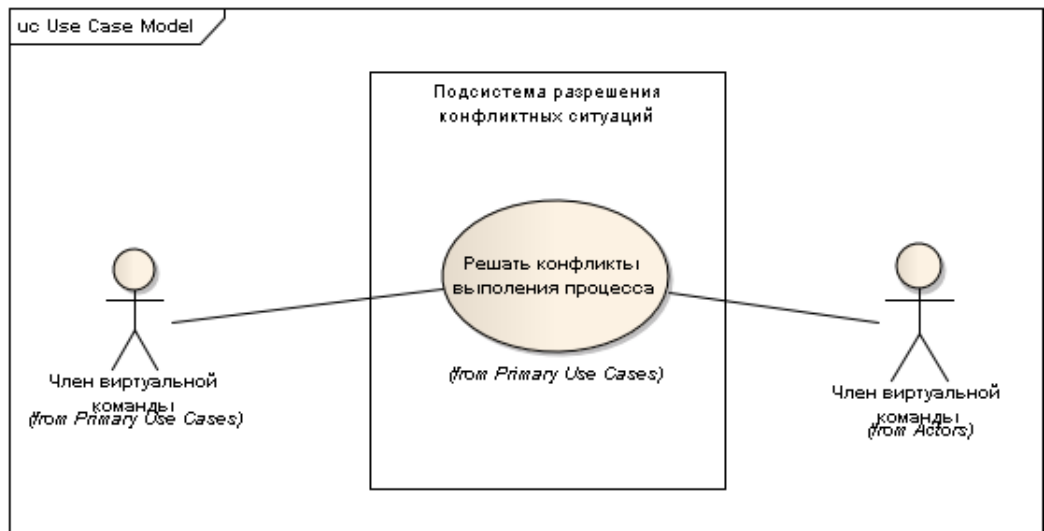 uc Use Case Model
Подсистема разрешения
конфликтных ситуаций
Решать конфликты
выполения процесса
(from Primary Use Cases)
Член виртуальной
команды
(from Primary Use Cases)
Член виртуальной
команды
(from Actors)